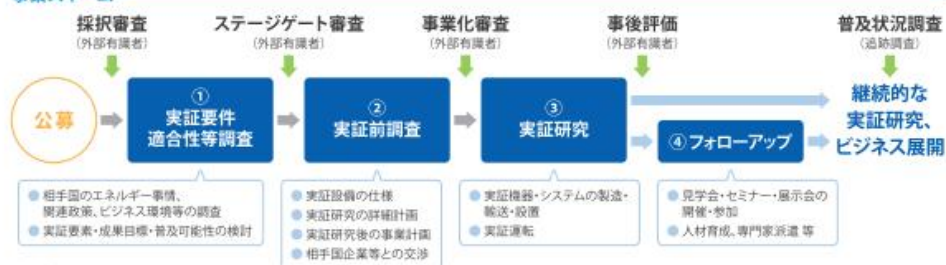 採択審査
(外部有識者)
ステージゲート審査
(外部有識者)
事業化審査
(外部有識者)
事後評価
(外部有識者)
普及状況調査
(追跡調査)
公募
①
実証要件
適合性等調査
②
実証前調査
③
実証研究
④フォローアップ
継続的な
実証研究、
ビジネス展開
相手国のエネルギー事情、
関連政策、ビジネス環境等の調査
実証要素・成果目標・普及可能性の検討
実証設備の仕様
実証研究の詳細計画
実証研究後の事業計画
相手国企業等との交渉
実証機器・システムの製造・
輸送・設置
実証運転
見学会・セミナー・展示会の
開催・参加
人材育成、専門家派遣 等